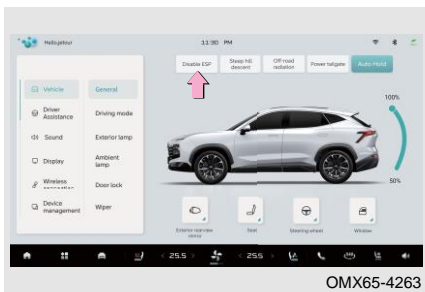 Hello,jetour
11:30 PM
Disable ESP
Steep hill
descent
Off-road
radiation
Power tailgate
Auto Hold
Vehicle
General
100%
Driver
Assistance
Driving mode
Sound
Exterior lamp
Display
Ambient
lamp
Wireless
Door lock
50%
Device
management
Wiper
Exterior rearview
mirror
Seat
Steering wheel
Window
25.5
25.5
OMX65-4263